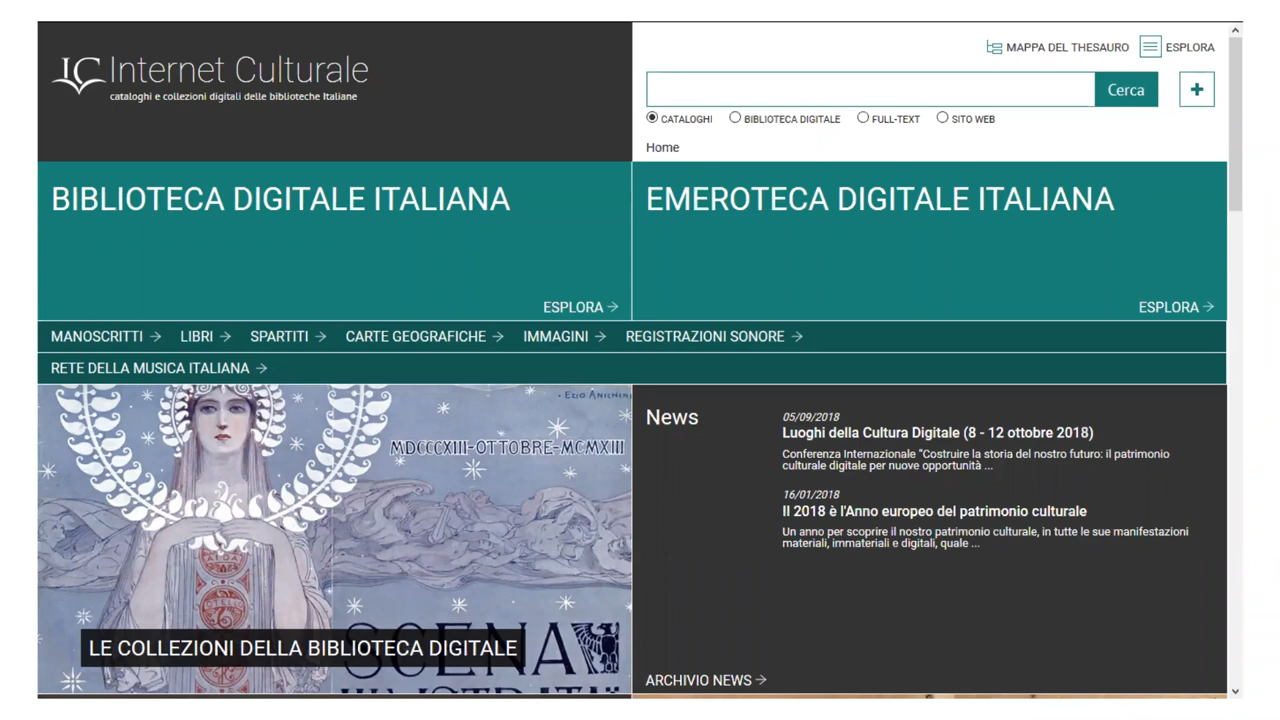 IC Internet Culturale
cataloghi e collezioni digitali delle biblioteche Italiane
MAPPA DEL THESAURO ESPLORA
Cerca +
CATALOGHI BIBLIOTECA DIGITALE FULL-TEXT SITO WEB
Home
BIBLIOTECA DIGITALE ITALIANA
ESPLORA →
EMEROTECA DIGITALE ITALIANA
ESPLORA →
MANOSCRITTI → LIBRI → SPARTITI → CARTE GEOGRAFICHE → IMMAGINI → REGISTRAZIONI SONORE →
RETE DELLA MUSICA ITALIANA →
MDCCCXIII-OTTOBRE-MCMXIII
SCENA
LE COLLEZIONI DELLA BIBLIOTECA DIGITALE
News
05/09/2018
Luoghi della Cultura Digitale (8 - 12 ottobre 2018)
Conferenza Internazionale "Costruire la storia del nostro futuro: il patrimonio
culturale digitale per nuove opportunità ...
16/01/2018
Il 2018 è l'Anno europeo del patrimonio culturale
Un anno per scoprire il nostro patrimonio culturale, in tutte le sue manifestazioni
materiali, immateriali e digitali, quale ...
ARCHIVIO NEWS →